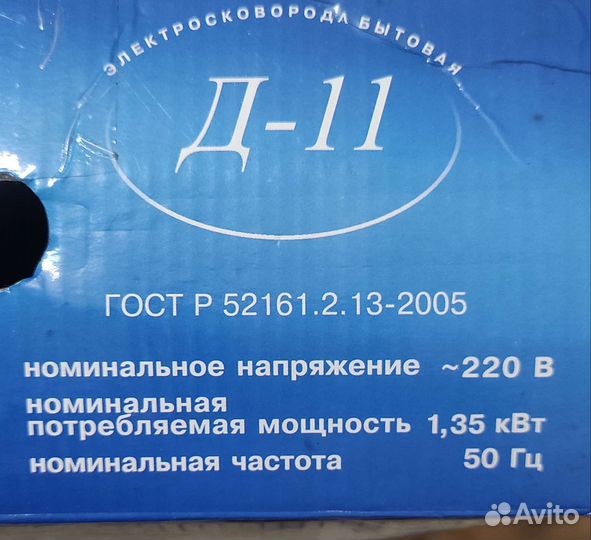 ЭЛЕКТРОСКОВОРОДА БЫТОВАЯ
Д-11
ГОСТ Р 52161.2.13-2005
номинальное напряжение ~220 В
номинальная
потребляемая мощность 1,35 кВт
номинальная частота 50 Гц
Avito